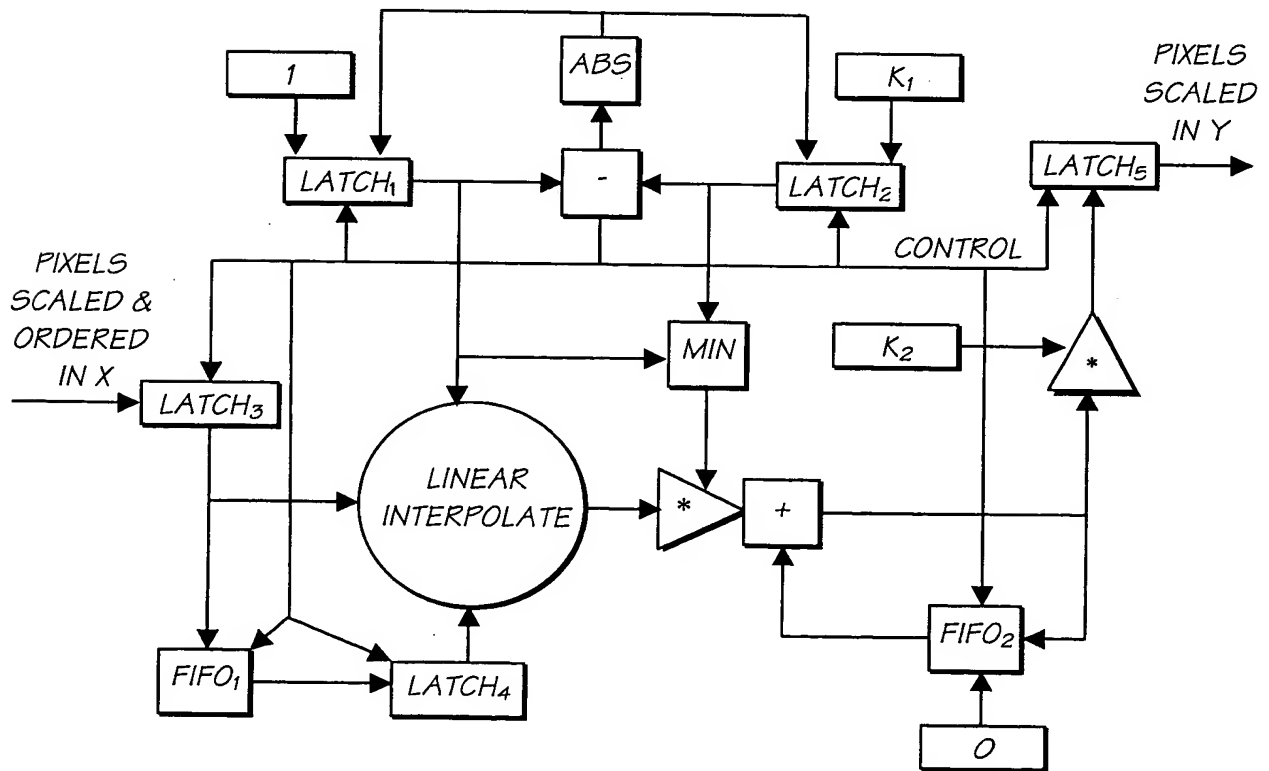 1
ABS
K₁
PIXELS
SCALED
IN Y
LATCH₁
-
LATCH₂
LATCH₅
CONTROL
PIXELS
SCALED &
ORDERED
IN X
LATCH₃
MIN
K₂
*
LINEAR
INTERPOLATE
*
+
FIFO₁
LATCH₄
FIFO₂
0